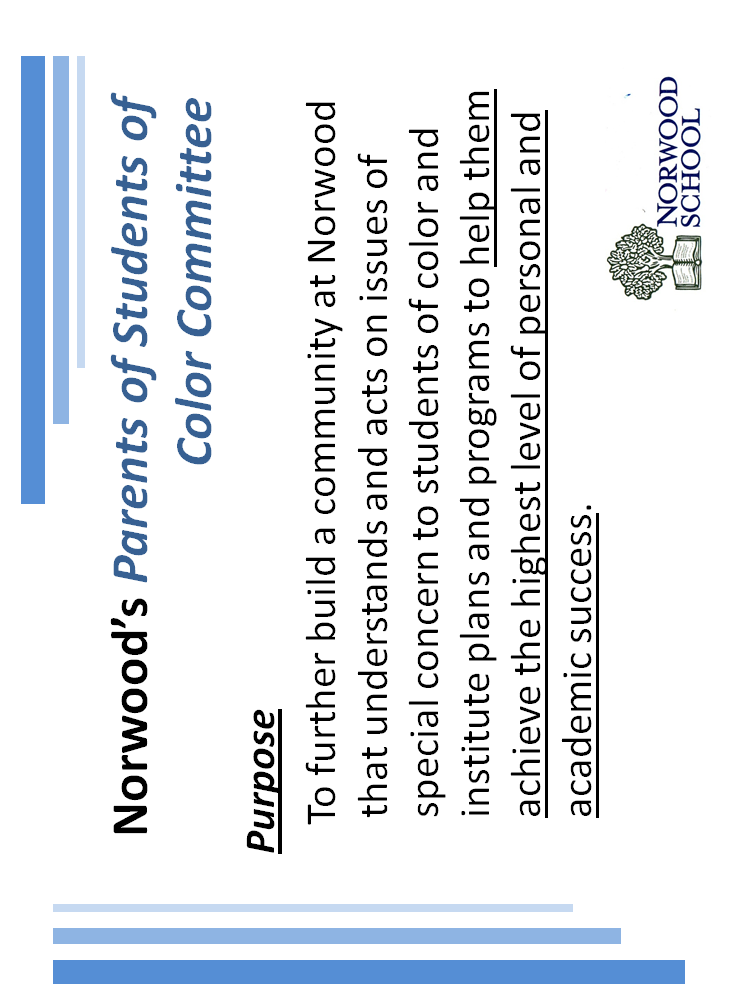 Norwood's Parents of Students of
Color Committee
Purpose
To further build a community at Norwood
that understands and acts on issues of
special concern to students of color and
institute plans and programs to help them
achieve the highest level of personal and
academic success.
NORWOOD
SCHOOL